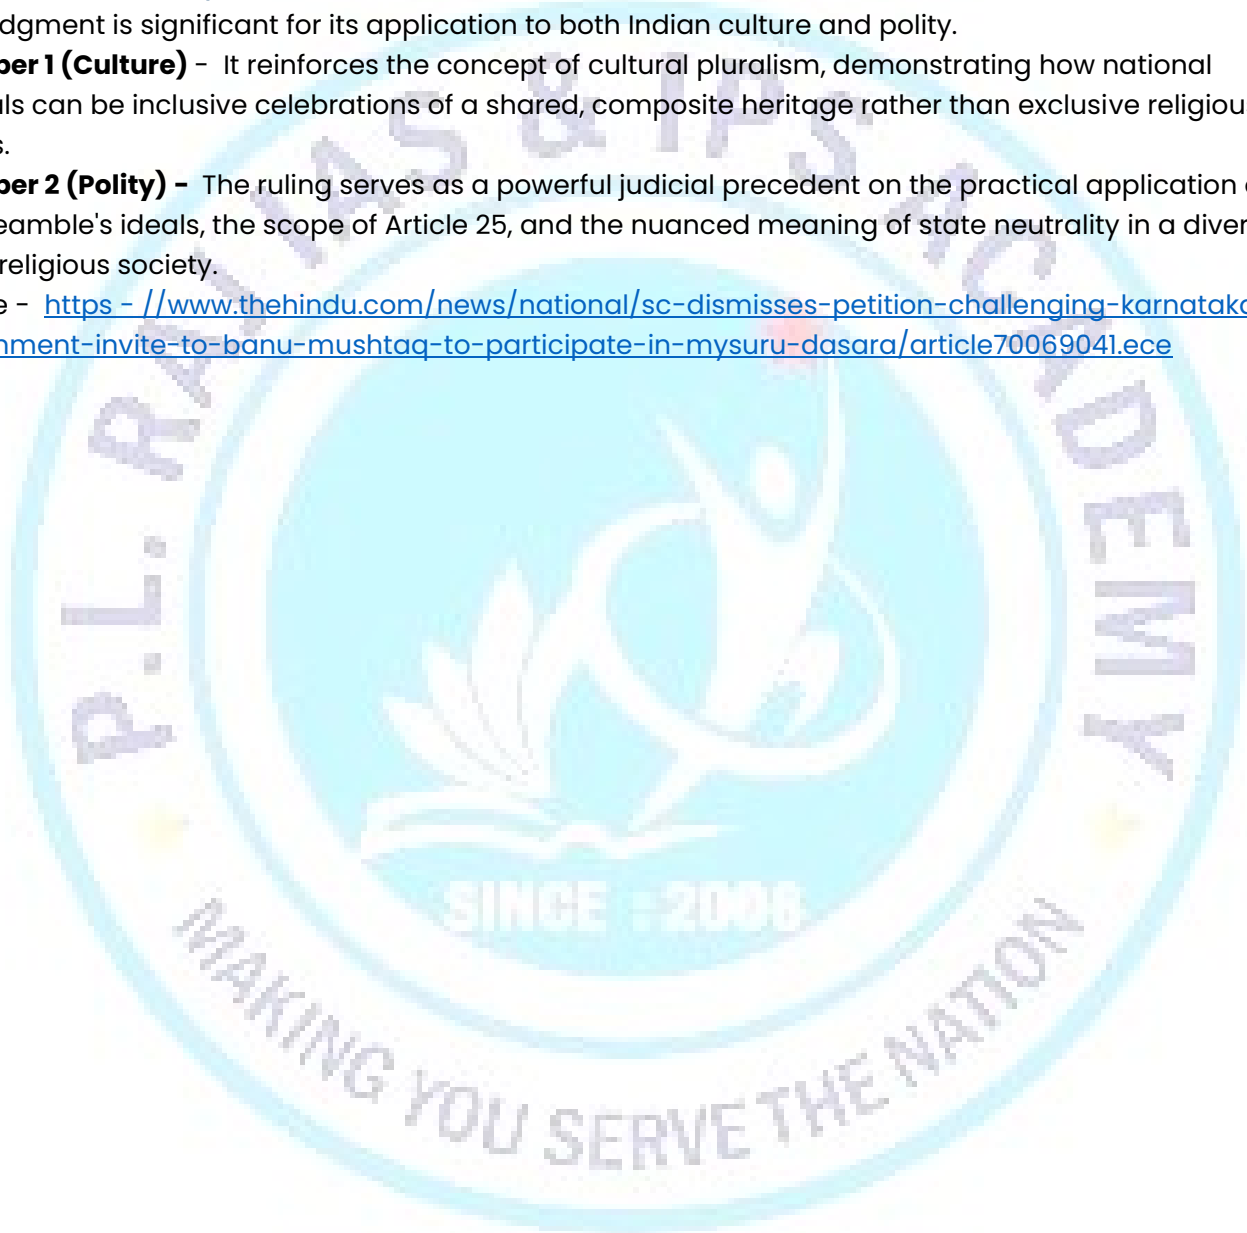 dgment is significant for its application to both Indian culture and polity.
per 1 (Culture) - It reinforces the concept of cultural pluralism, demonstrating how national
ls can be inclusive celebrations of a shared, composite heritage rather than exclusive religiou
s.
per 2 (Polity) - The ruling serves as a powerful judicial precedent on the practical application
eamble's ideals, the scope of Article 25, and the nuanced meaning of state neutrality in a diver
religious society.
e - https - //www.thehindu.com/news/national/sc-dismisses-petition-challenging-karnataka
nment-invite-to-banu-mushtaq-to-participate-in-mysuru-dasara/article70069041.ece
P.L. RAJ IAS & IPS ACADEMY
SINCE : 2006
MAKING YOU SERVE THE NATION